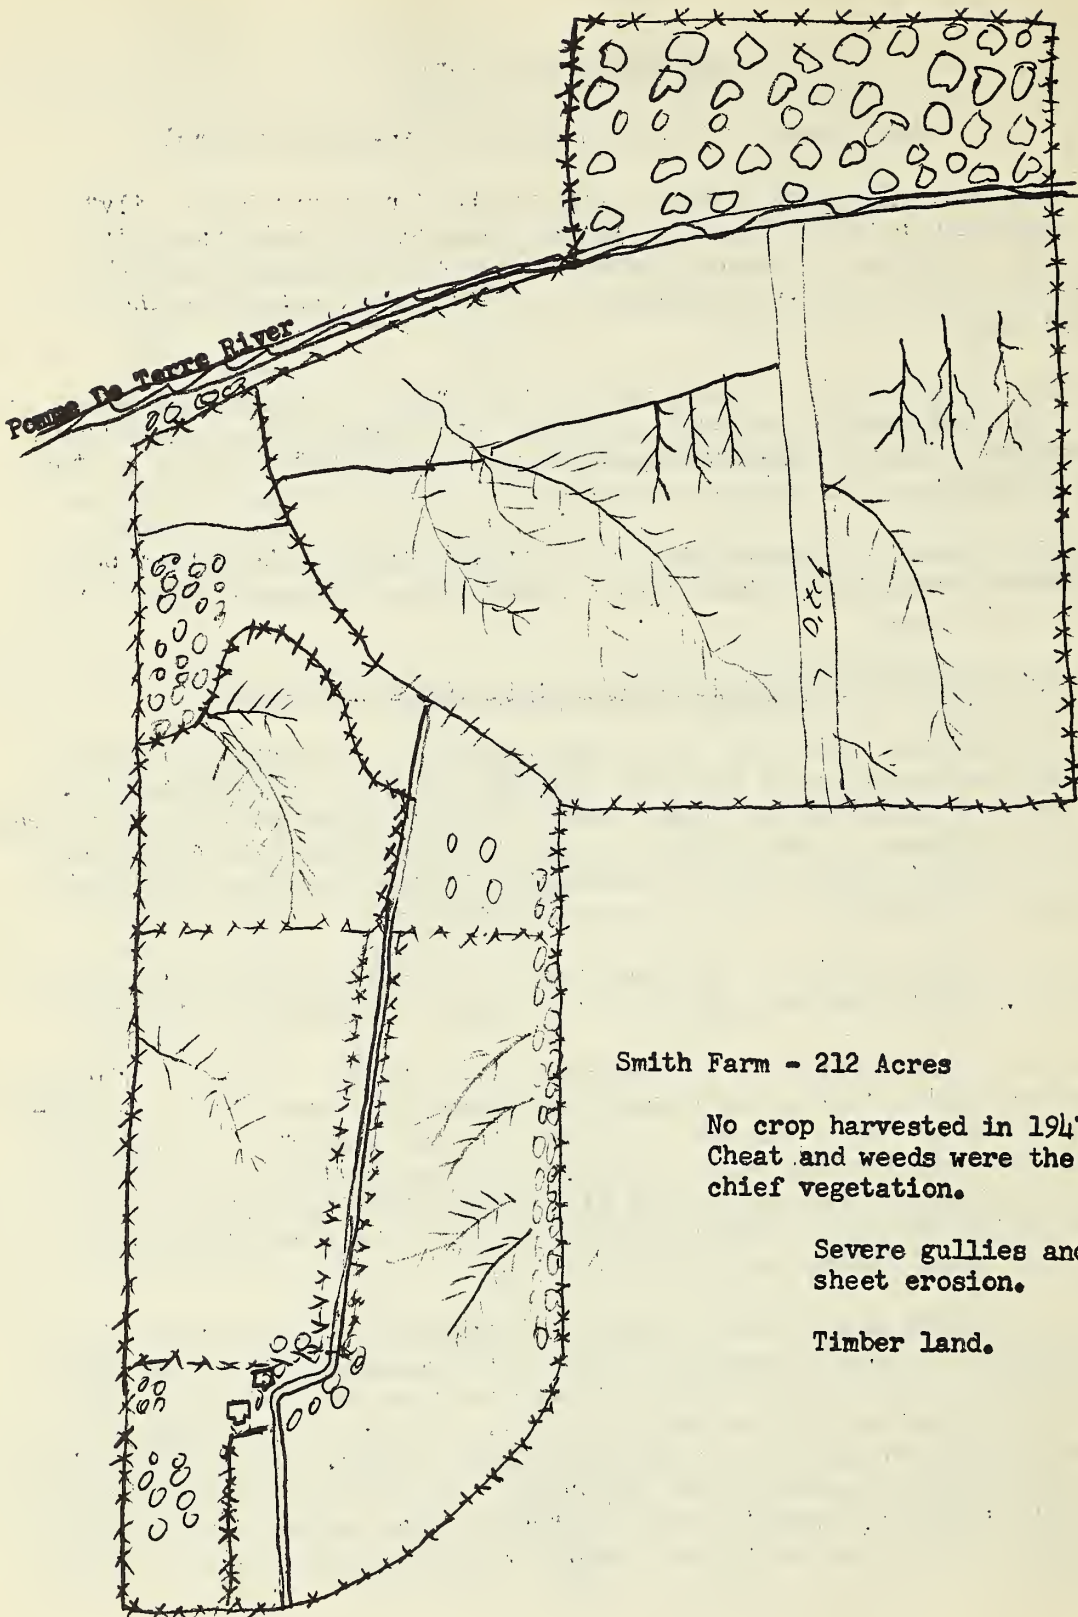 Pomme De Terre River
Ditch
Smith Farm - 212 Acres
No crop harvested in
Cheat and weeds were the
chief vegetation.
Severe gullies and
sheet erosion.
Timber land.